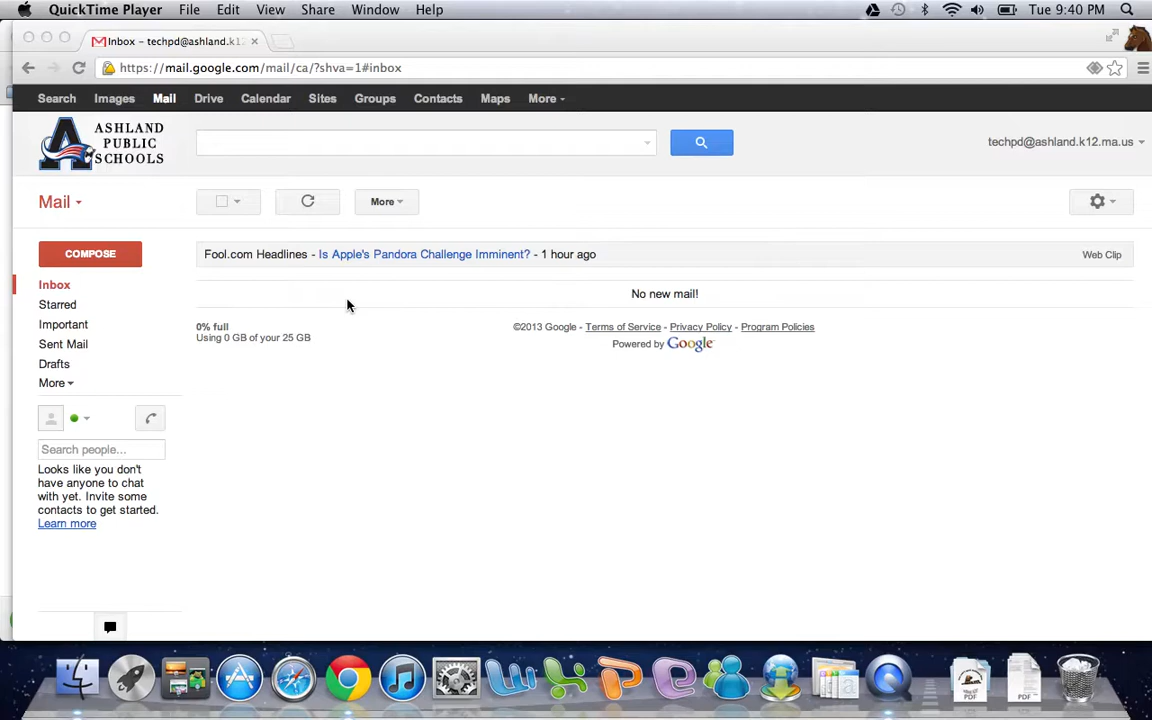 QuickTime Player File Edit View Share Window Help Tue 9:40 PM
Inbox – techpd@ashland.k12
https://mail.google.com/mail/ca/?shva=1#inbox
Search Images Mail Drive Calendar Sites Groups Contacts Maps More
A ASHLAND
PUBLIC
SCHOOLS
techpd@ashland.k12.ma.us
Mail
More
COMPOSE
Fool.com Headlines - Is Apple's Pandora Challenge Imminent? - 1 hour ago Web Clip
Inbox
No new mail!
Starred
Important
0% full
Using 0 GB of your 25 GB
©2013 Google - Terms of Service - Privacy Policy - Program Policies
Powered by Google
Sent Mail
Drafts
More
Search people...
Looks like you don't
have anyone to chat
with yet. Invite some
contacts to get started.
Learn more
PDF